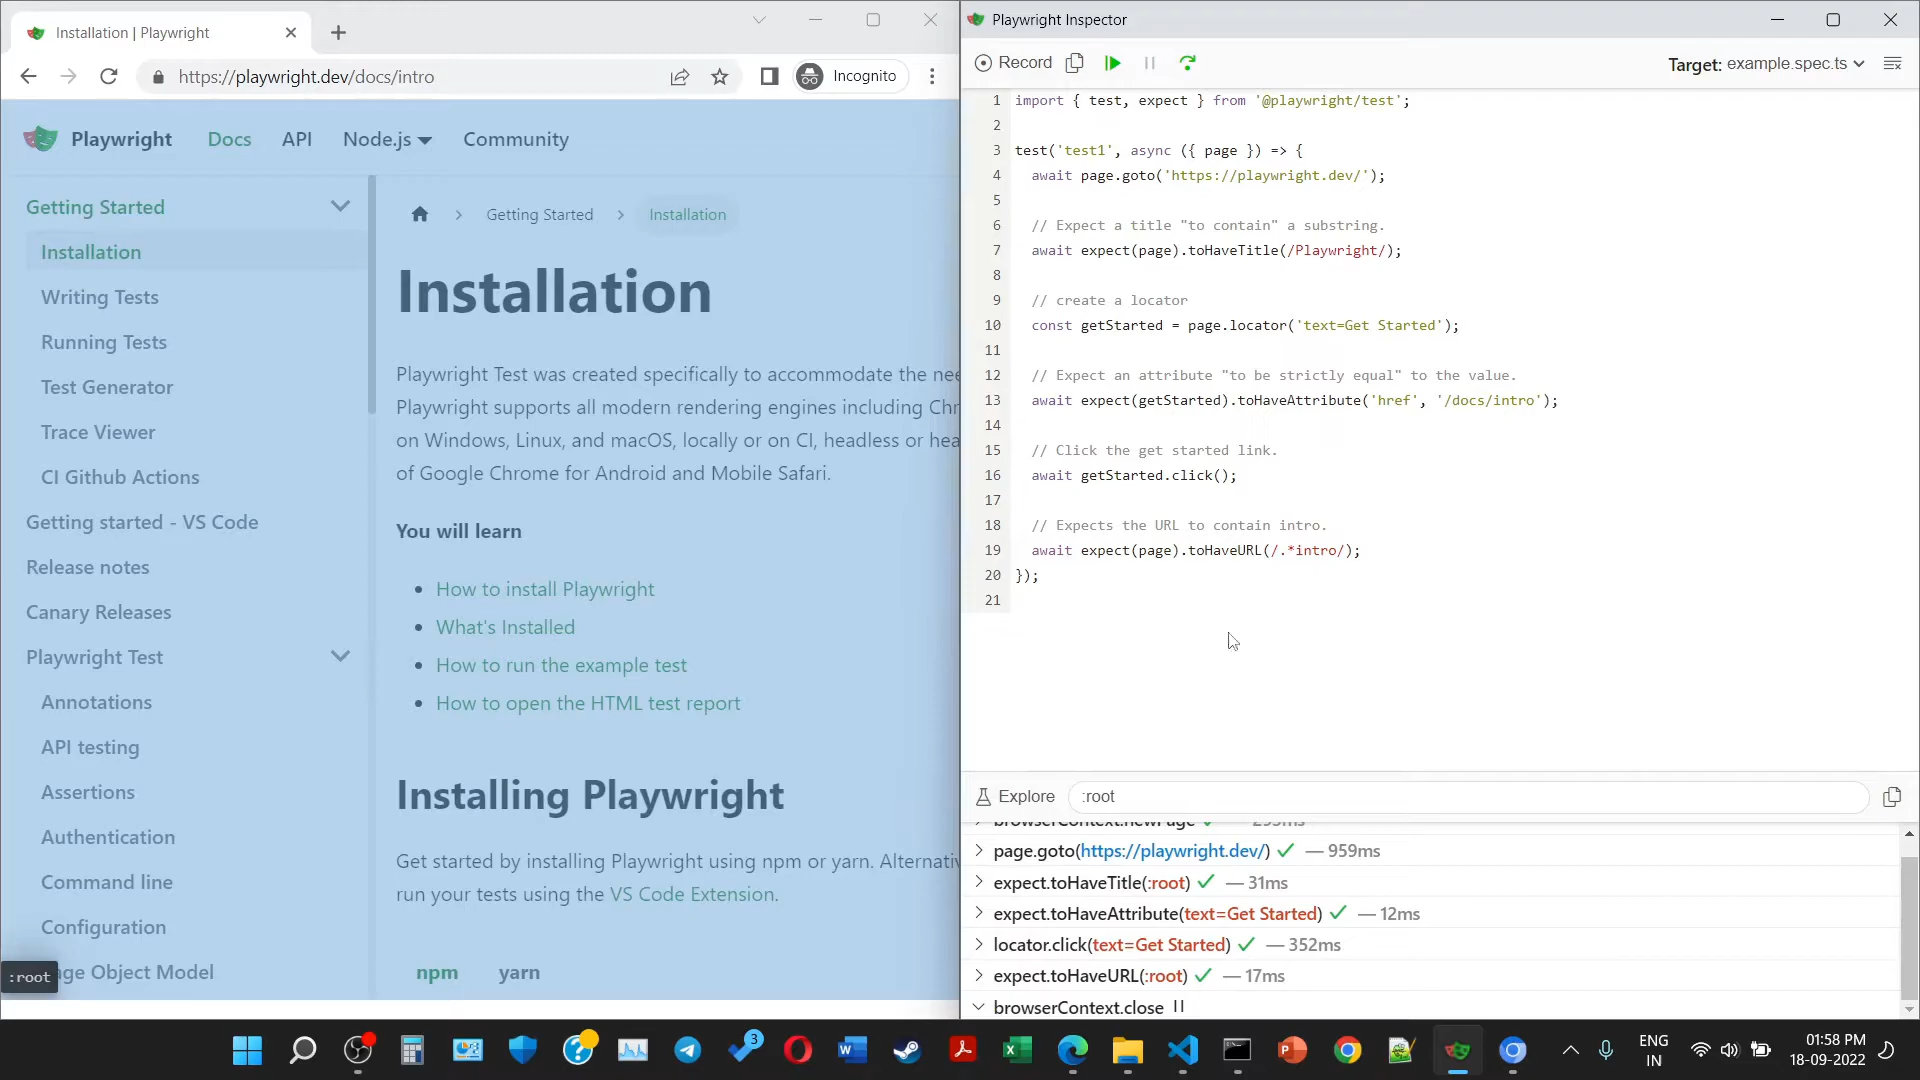 Installation | Playwright
https://playwright.dev/docs/intro
Incognito
Playwright
Docs
API
Node.js
Community
Getting Started
Installation
Writing Tests
Running Tests
Test Generator
Trace Viewer
CI Github Actions
Getting started - VS Code
Release notes
Canary Releases
Playwright Test
Annotations
API testing
Assertions
Authentication
Command line
Configuration
age Object Model
:root
Getting Started
Installation
Installation
Playwright Test was created specifically to accommodate the
Playwright supports all modern rendering engines including
on Windows, Linux, and macOS, locally or on CI, headless or
of Google Chrome for Android and Mobile Safari.
You will learn
How to install Playwright
What's Installed
How to run the example test
How to open the HTML test report
Installing Playwright
Get started by installing Playwright using npm or yarn.
run your tests using the VS Code Extension.
npm
yarn
Playwright Inspector
Record
Target: example.spec.ts
1 import { test, expect } from '@playwright/test';
2
3 test('test1', async ({ page }) => {
4 await page.goto('https://playwright.dev/');
5
6 // Expect a title "to contain" a substring.
7 await expect(page).toHaveTitle(/Playwright/);
8
9 // create a locator
10 const getStarted = page.locator('text=Get Started');
11
12 // Expect an attribute "to be strictly equal" to the value.
13 await expect(getStarted).toHaveAttribute('href', '/docs/intro');
14
15 // Click the get started link.
16 await getStarted.click();
17
18 // Expects the URL to contain intro.
19 await expect(page).toHaveURL(/.*intro/);
20 });
21
Explore
:root
browserContext.newPage
page.goto(https://playwright.dev/) — 959ms
expect.toHaveTitle(:root) — 31ms
expect.toHaveAttribute(text=Get Started) — 12ms
locator.click(text=Get Started) — 352ms
expect.toHaveURL(:root) — 17ms
browserContext.close
3
ENG
IN
01:58 PM
18-09-2022